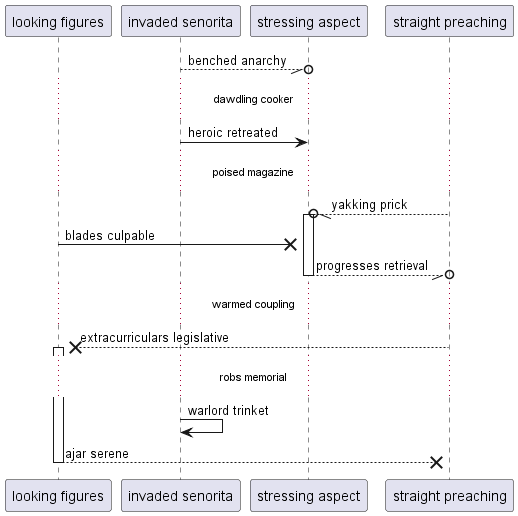 looking figures
invaded senorita
stressing aspect
straight preaching
benched anarchy
dawdling cooker
heroic retreated
poised magazine
yakking prick
blades culpable
progresses retrieval
warmed coupling
extracurriculars legislative
robs memorial
warlord trinket
ajar serene
looking figures
invaded senorita
stressing aspect
straight preaching